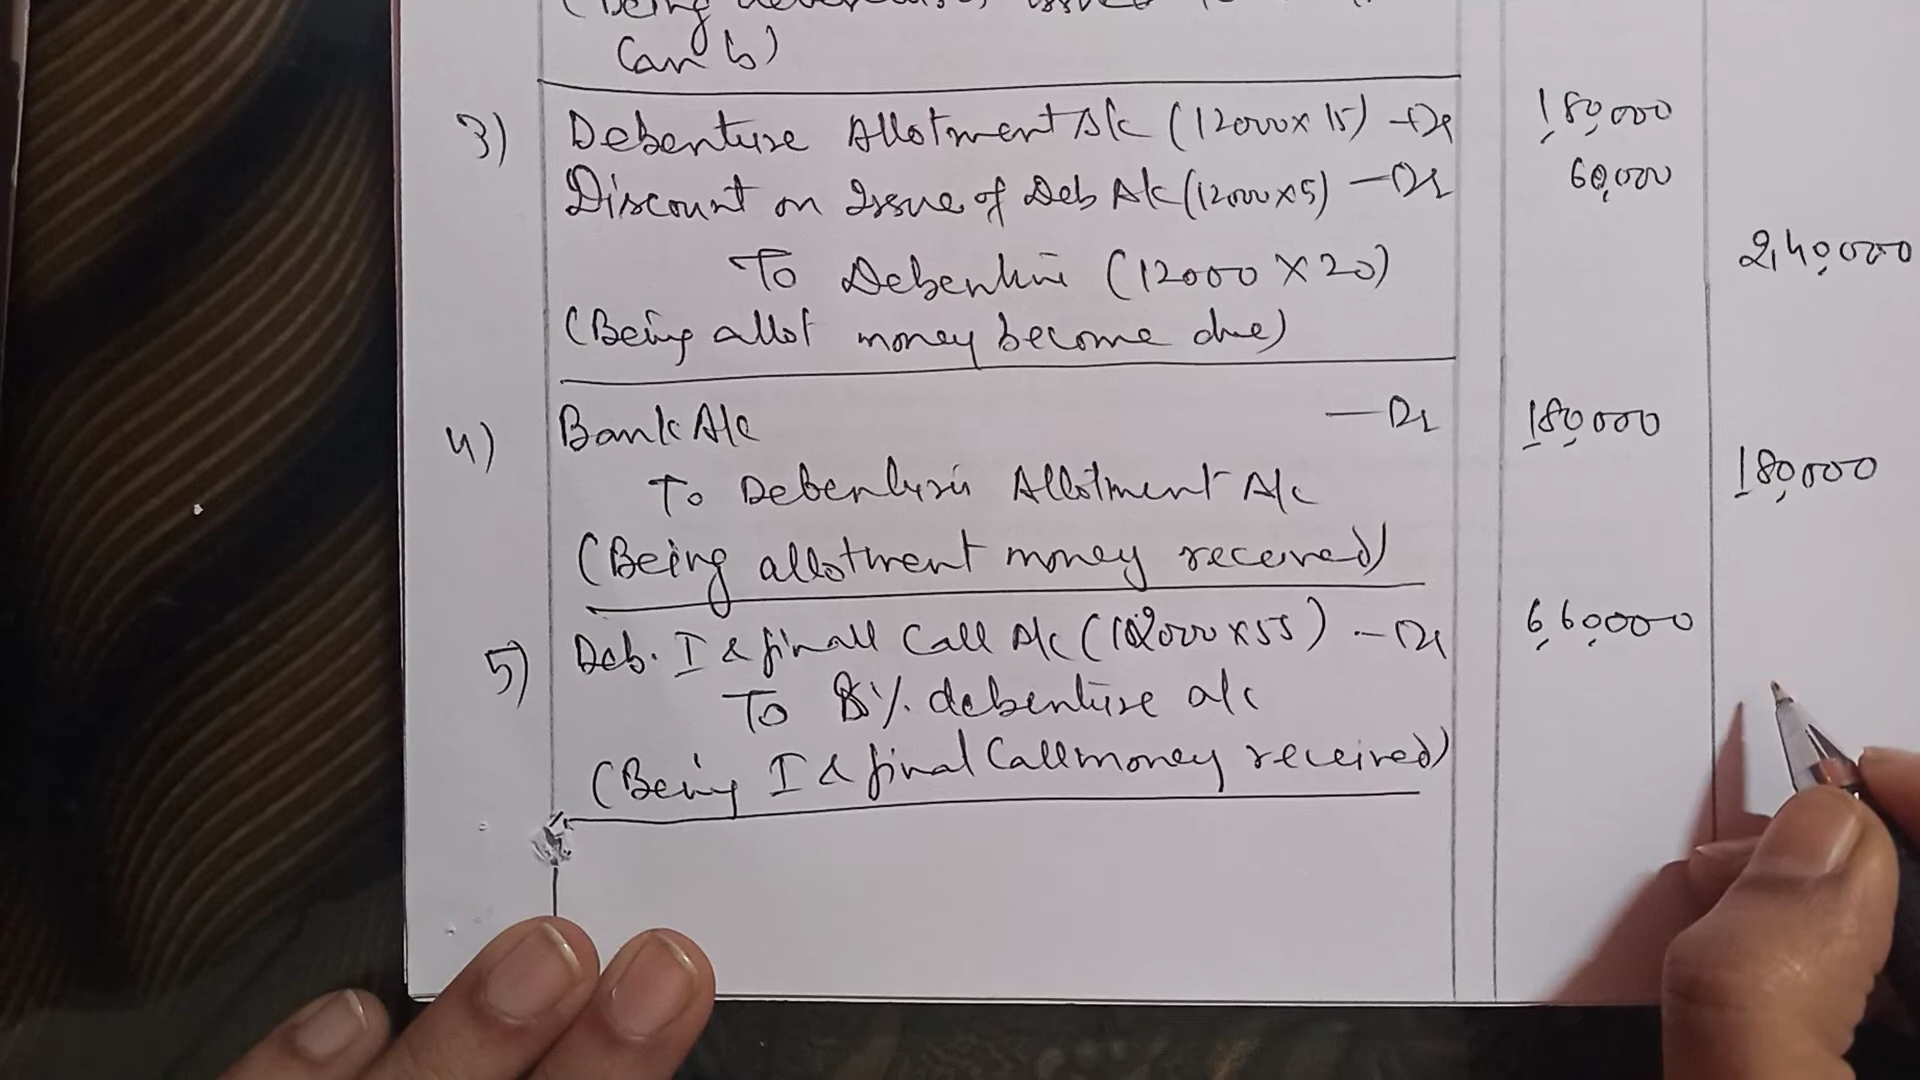 Can b)
3) Debenture Allotment A/c (12000 x 15) - Dr 1,80,000
Discount on Issue of Deb A/c (12000 x 5) - Dr 60,000
To Debenture (12000 X 20) 2,40,000
(Being allot money become due)
4) Bank A/c - Dr 1,80,000
To Debenture Allotment A/c 1,80,000
(Being allotment money received)
5) Deb. I & finall Call A/c (12000 x 55) - Dr 6,60,000
To 8% debenture a/c
(Being I & final Call money received)